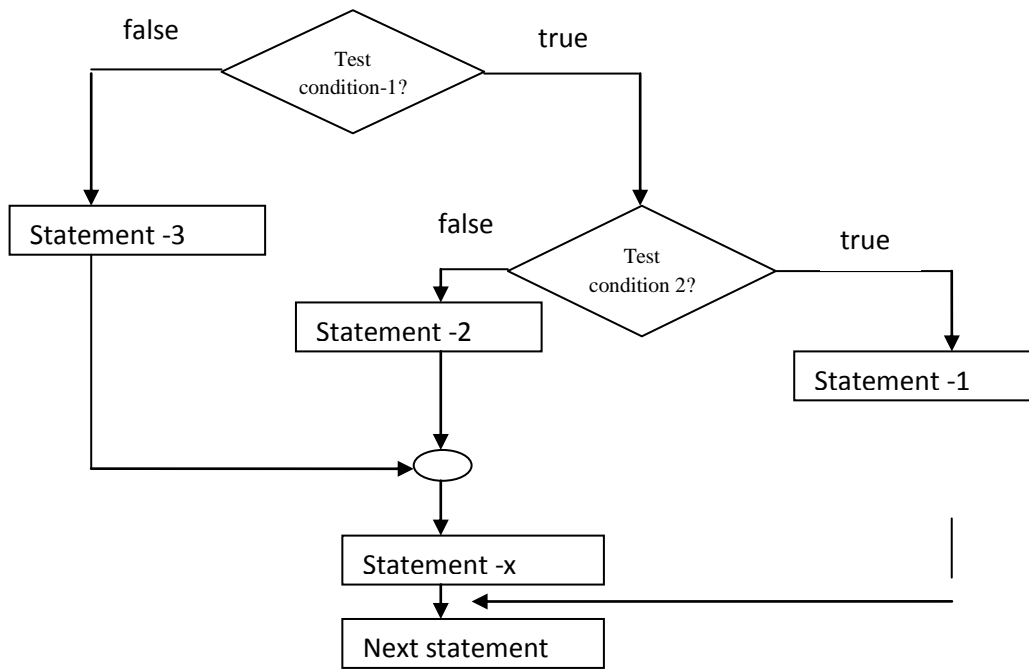 false
true
Test
condition-1?
Statement -3
false
true
Test
condition 2?
Statement -2
Statement -1
Statement -x
Next statement